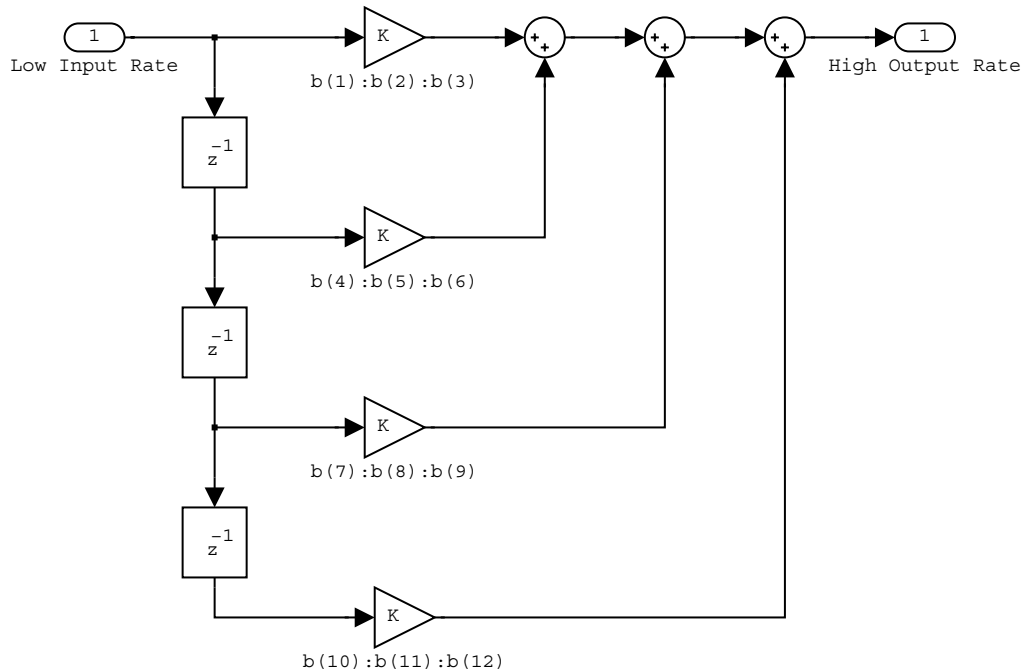 1
K
+
+
+
+
+
+
1
Low Input Rate
High Output Rate
b(1):b(2):b(3)
z-1
K
b(4):b(5):b(6)
z-1
K
b(7):b(8):b(9)
z-1
K
b(10):b(11):b(12)